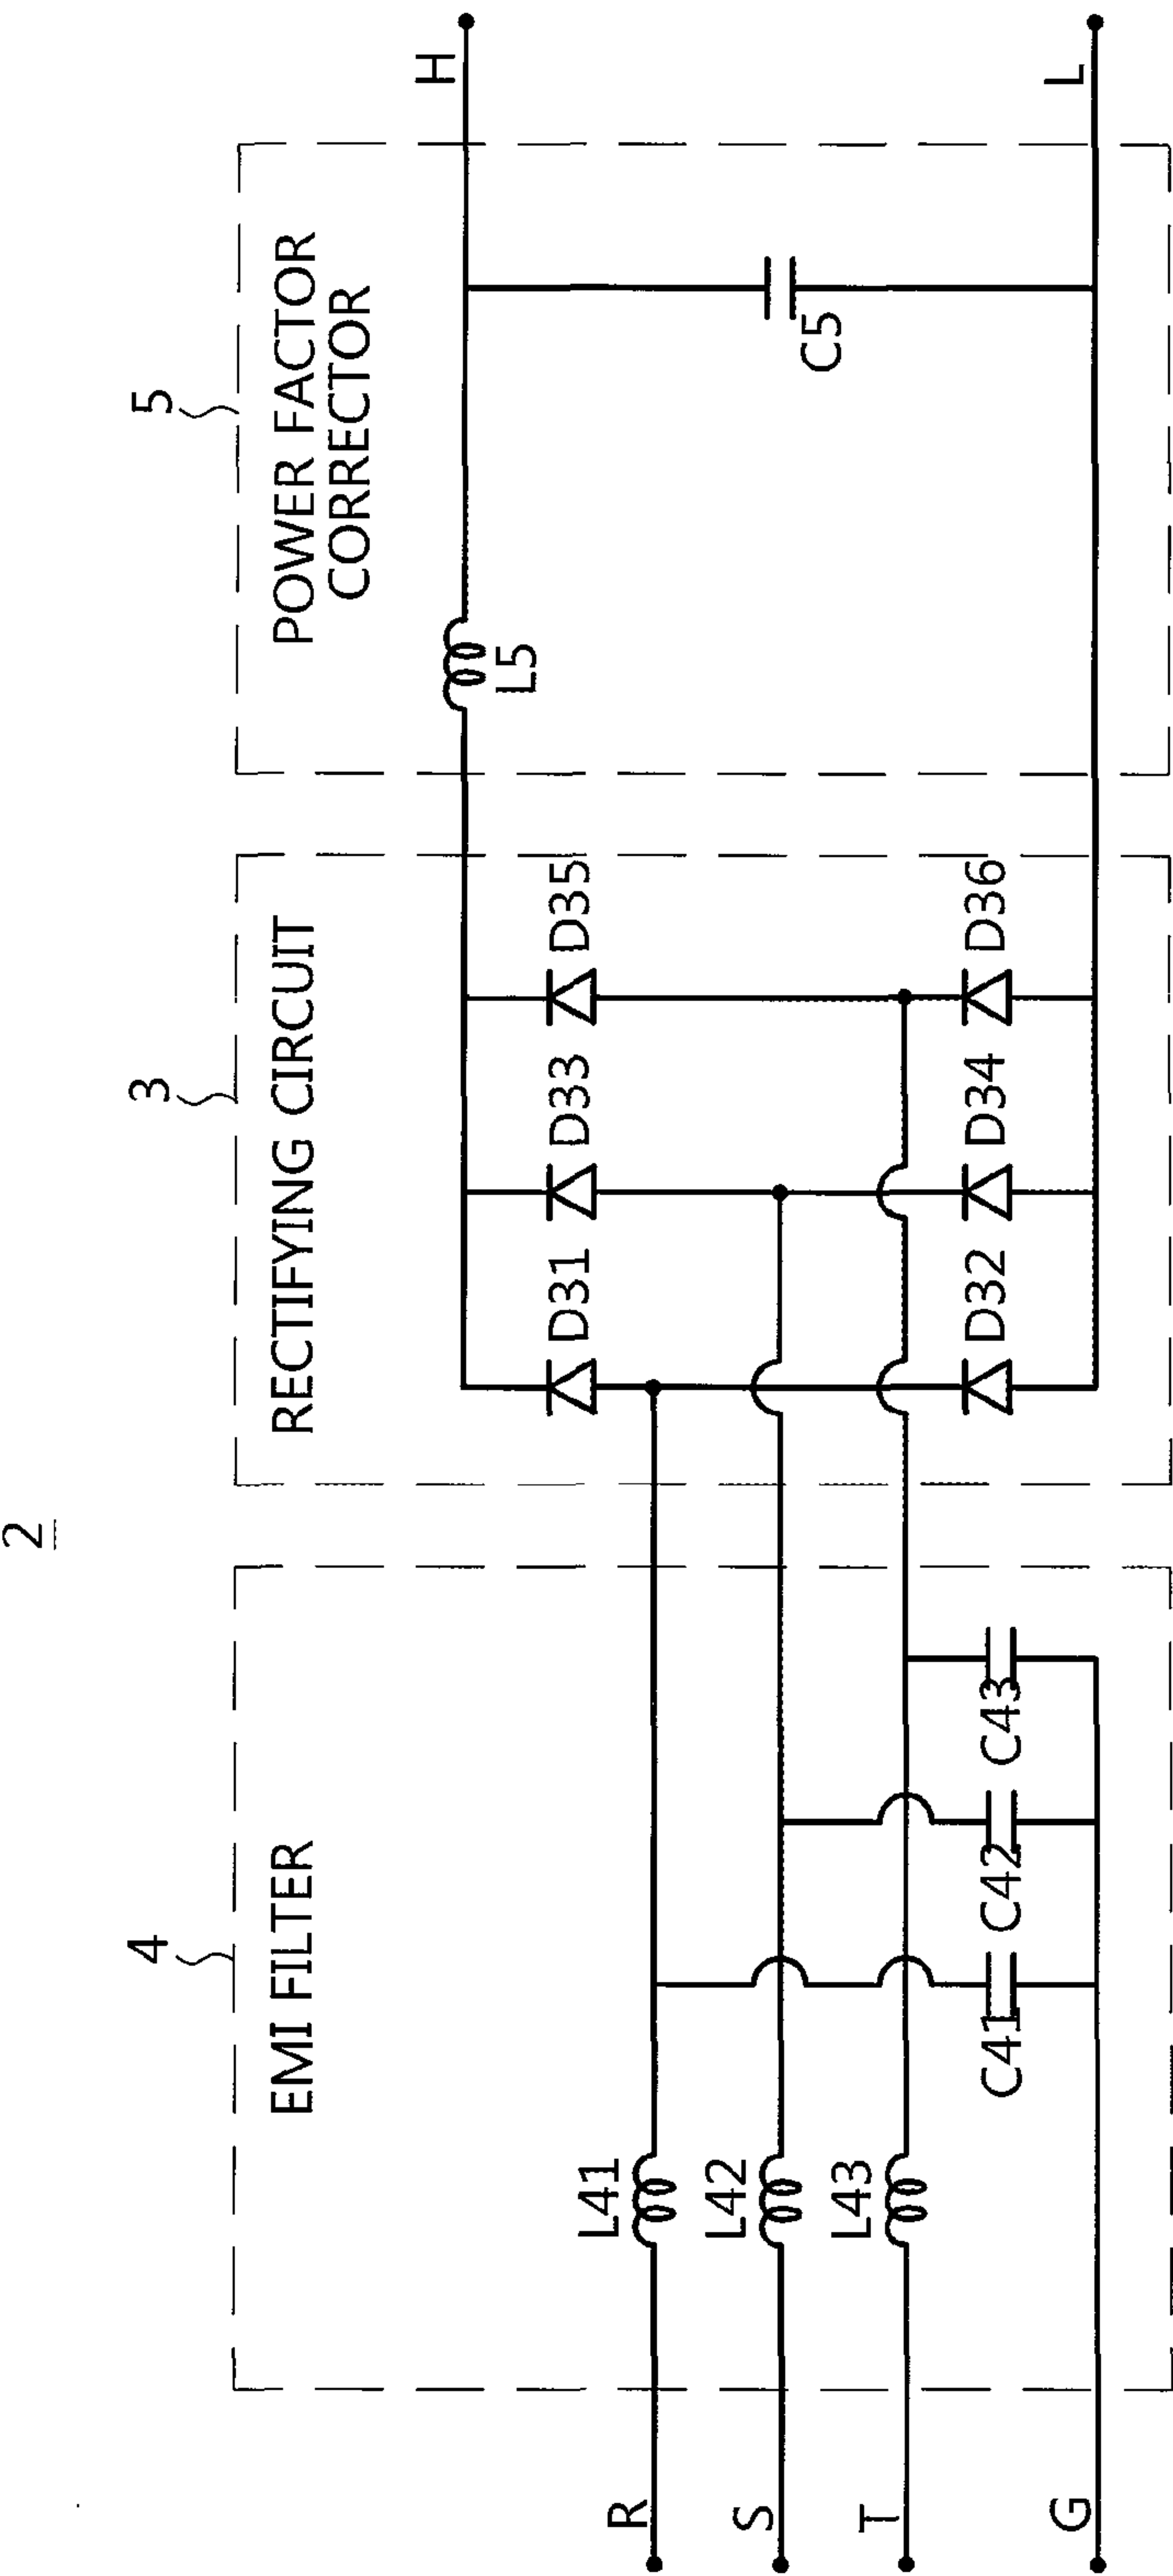 2
4
3
5
EMI FILTER
RECTIFYING CIRCUIT
POWER FACTOR
CORRECTOR
H
R
L41
D31
D33
D35
L5
S
L42
C5
T
L43
C41
C42
C43
D32
D34
D36
G
L